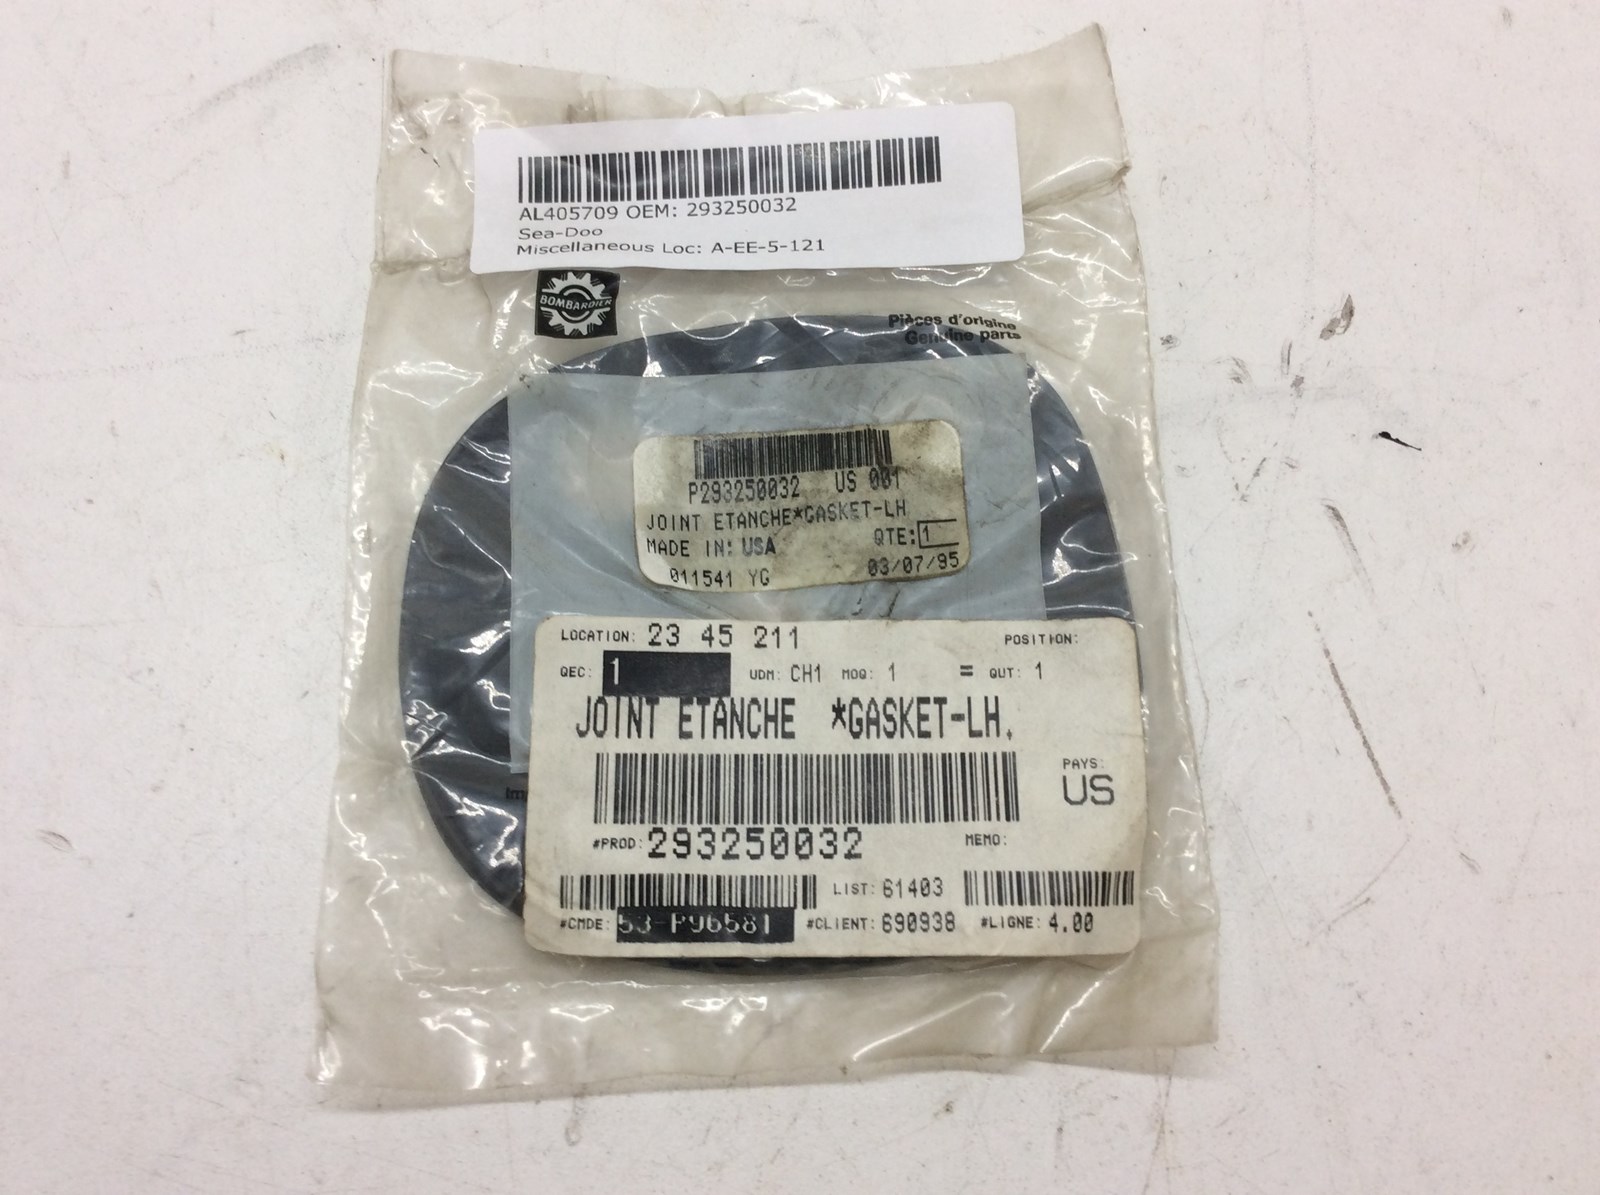 AL405709 OEM: 293250032
Sea-Doo
Miscellaneous Loc: A-EE-5-121
BOMBARDIER
Pièces d'origine
Genuine parts
P293250032 US 001
JOINT ETANCHE*GASKET-LH
MADE IN: USA QTE: 1
011541 YG 03/07/95
LOCATION: 23 45 211 POSITION:
QEC: 1 UDM: CH1 MOQ: 1 = QUT: 1
JOINT ETANCHE *GASKET-LH.
PAYS:
US
#PROD: 293250032 MEMO:
LIST: 61403
#CMDE: 53-P96581 #CLIENT: 690938 #LIGNE: 4.00